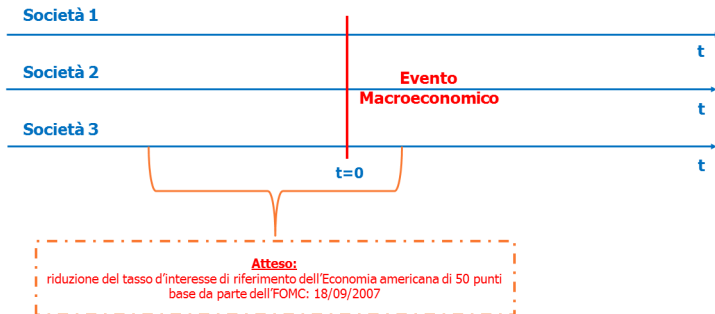 Società 1
t
Società 2
Evento
Macroeconomico
t
Società 3
t=0
t
Atteso:
riduzione del tasso d'interesse di riferimento dell'Economia americana di 50 punti
base da parte dell'FOMC: 18/09/2007